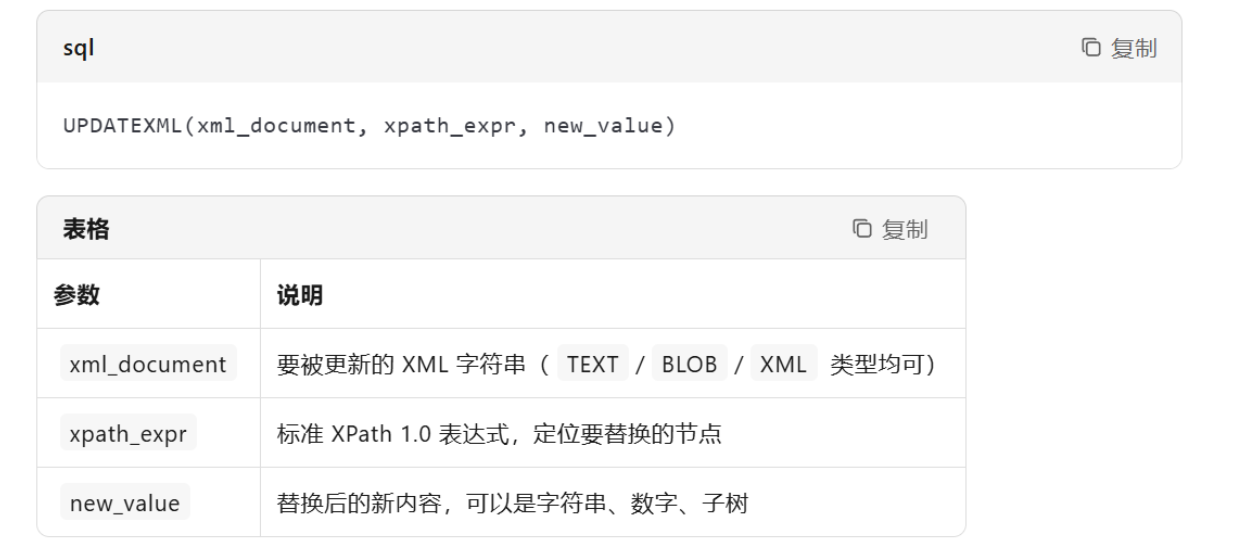 sql
复制
UPDATEXML(xml_document, xpath_expr, new_value)
表格
复制
参数 说明
xml_document 要被更新的 XML 字符串（ TEXT / BLOB / XML 类型均可）
xpath_expr 标准 XPath 1.0 表达式，定位要替换的节点
new_value 替换后的新内容，可以是字符串、数字、子树